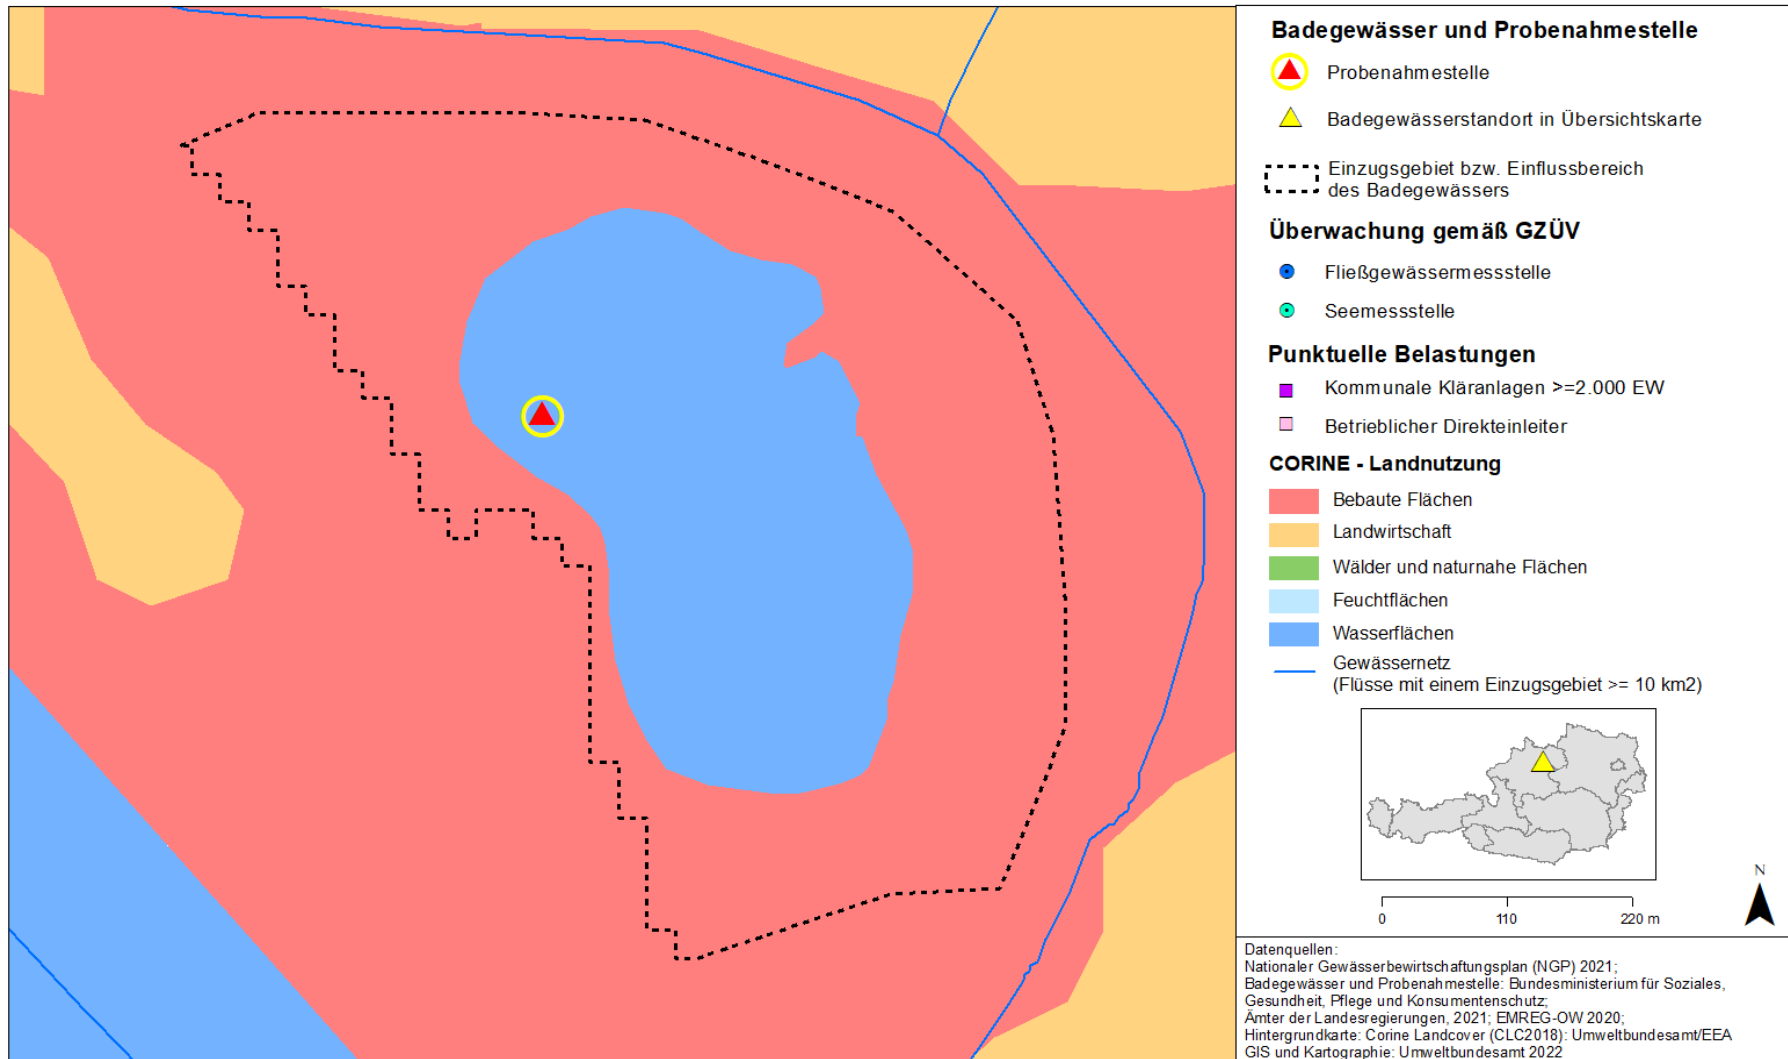 Badegewässer und Probenahmestelle
Probenahmestelle
Badegewässerstandort in Übersichtskarte
Einzugsgebiet bzw. Einflussbereich
des Badegewässers
Überwachung gemäß GZÜV
Fließgewässermessstelle
Seemessstelle
Punktuelle Belastungen
Kommunale Kläranlagen >=2.000 EW
Betrieblicher Direkteinleiter
CORINE - Landnutzung
Bebaute Flächen
Landwirtschaft
Wälder und naturnahe Flächen
Feuchtflächen
Wasserflächen
Gewässernetz
(Flüsse mit einem Einzugsgebiet >= 10 km2)
N
0 110 220 m
Datenquellen:
Nationaler Gewässerbewirtschaftungsplan (NGP) 2021;
Badegewässer und Probenahmestelle: Bundesministerium für Soziales,
Gesundheit, Pflege und Konsumentenschutz;
Ämter der Landesregierungen, 2021; EMREG-OW 2020;
Hintergrundkarte: Corine Landcover (CLC2018): Umweltbundesamt/EEA
GIS und Kartographie: Umweltbundesamt 2022